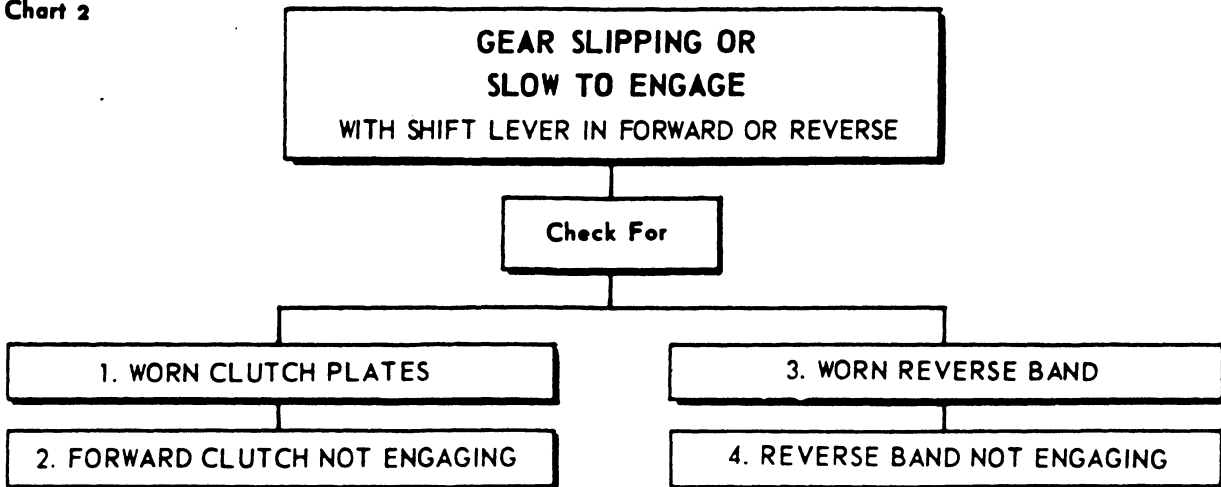 Chart 2
GEAR SLIPPING OR
SLOW TO ENGAGE
WITH SHIFT LEVER IN FORWARD OR REVERSE
Check For
1. WORN CLUTCH PLATES
2. FORWARD CLUTCH NOT ENGAGING
3. WORN REVERSE BAND
4. REVERSE BAND NOT ENGAGING